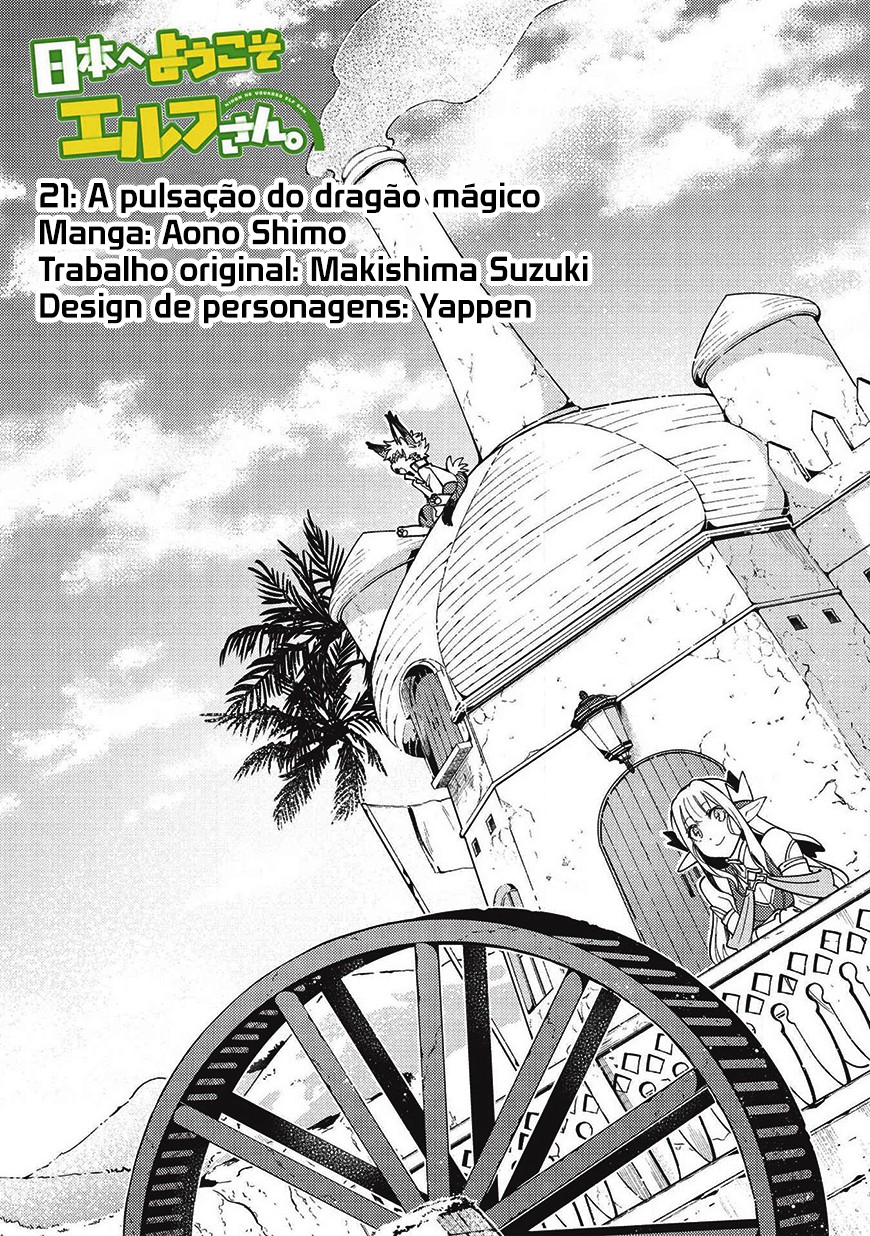 日本へようこそ
エルフさん。
21: A pulsação do dragão mágico
Manga: Aono Shimo
Trabalho original: Makishima Suzuki
Design de personagens: Yappen